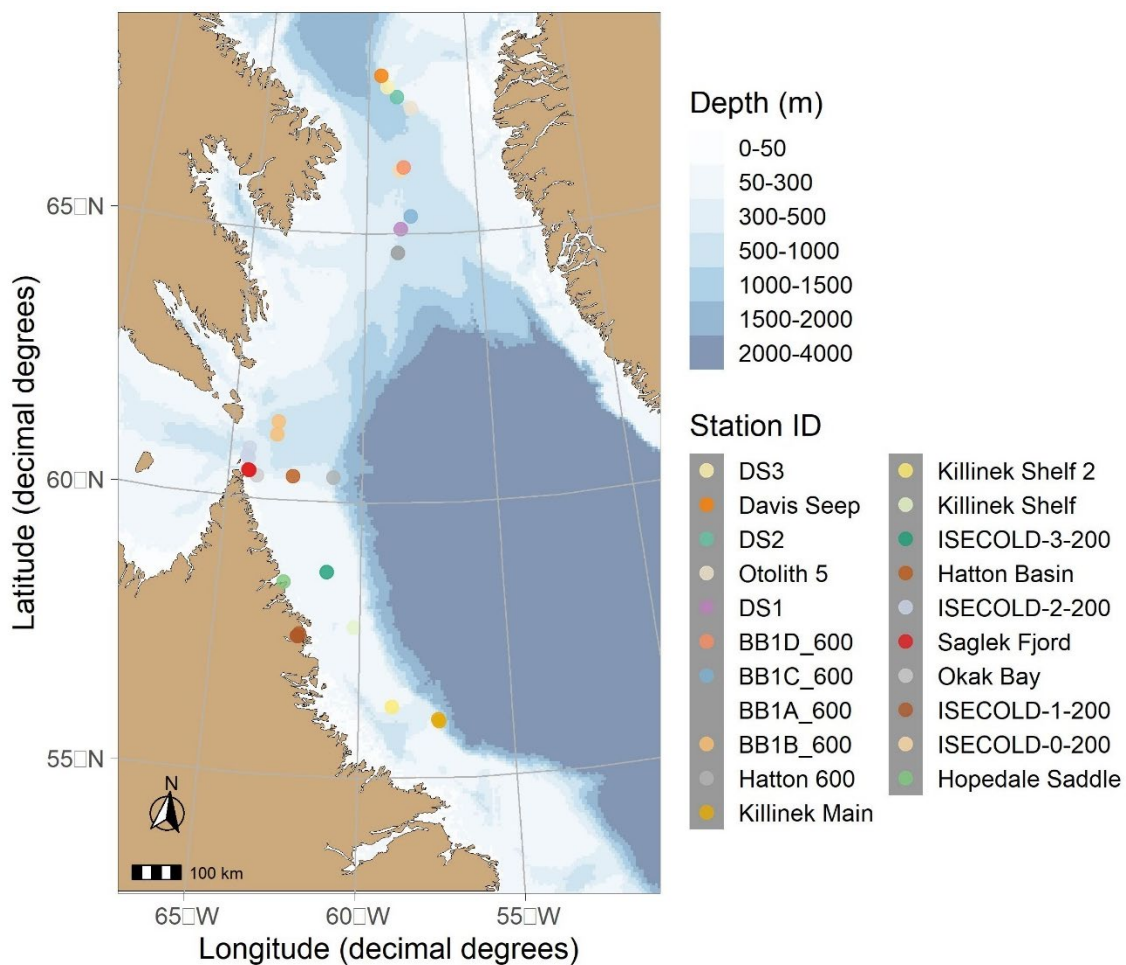 Latitude (decimal degrees)
65□N
60□N
55□N
N
100 km
65□W
60□W
55□W
Longitude (decimal degrees)
Depth (m)
0-50
50-300
300-500
500-1000
1000-1500
1500-2000
2000-4000
Station ID
DS3
Davis Seep
DS2
Otolith 5
DS1
BB1D_600
BB1C_600
BB1A_600
BB1B_600
Hatton 600
Killinek Main
Killinek Shelf 2
Killinek Shelf
ISECOLD-3-200
Hatton Basin
ISECOLD-2-200
Saglek Fjord
Okak Bay
ISECOLD-1-200
ISECOLD-0-200
Hopedale Saddle